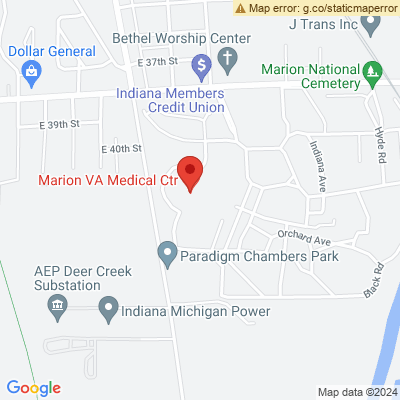 Map error: g.co/staticmaperror
J Trans Inc
Bethel Worship Center
Dollar General
E 37th St
Marion National
Cemetery
Indiana Members
Credit Union
E 39th St
E 40th St
Hyde Rd
Indiana Ave
Marion VA Medical Ctr
Orchard Ave
Paradigm Chambers Park
AEP Deer Creek
Substation
Black Rd
Indiana Michigan Power
Google
Map data ©2024